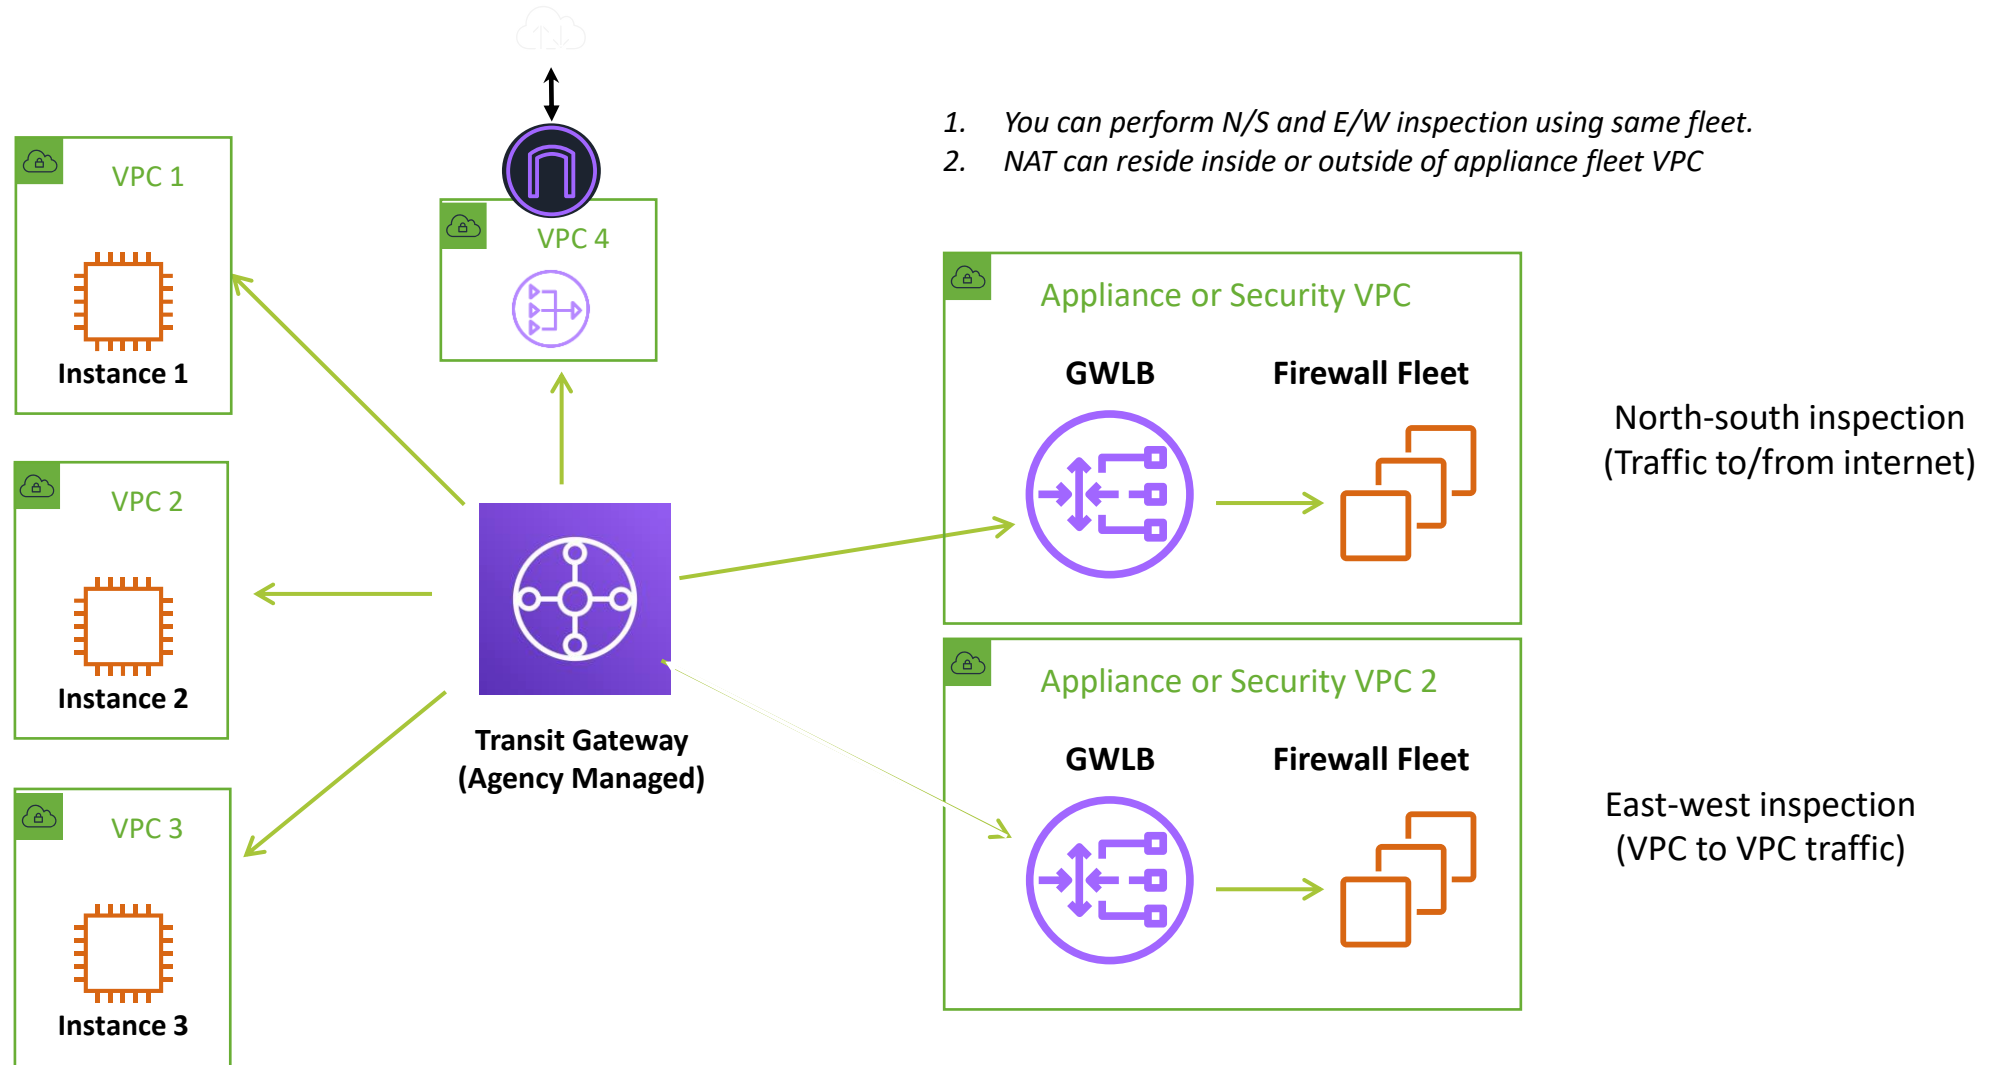 1. You can perform N/S and E/W inspection using same fleet.
2. NAT can reside inside or outside of appliance fleet VPC
VPC 1
Instance 1
VPC 4
VPC 2
Instance 2
VPC 3
Instance 3
Transit Gateway
(Agency Managed)
Appliance or Security VPC
GWLB
Firewall Fleet
North-south inspection
(Traffic to/from internet)
Appliance or Security VPC 2
GWLB
Firewall Fleet
East-west inspection
(VPC to VPC traffic)